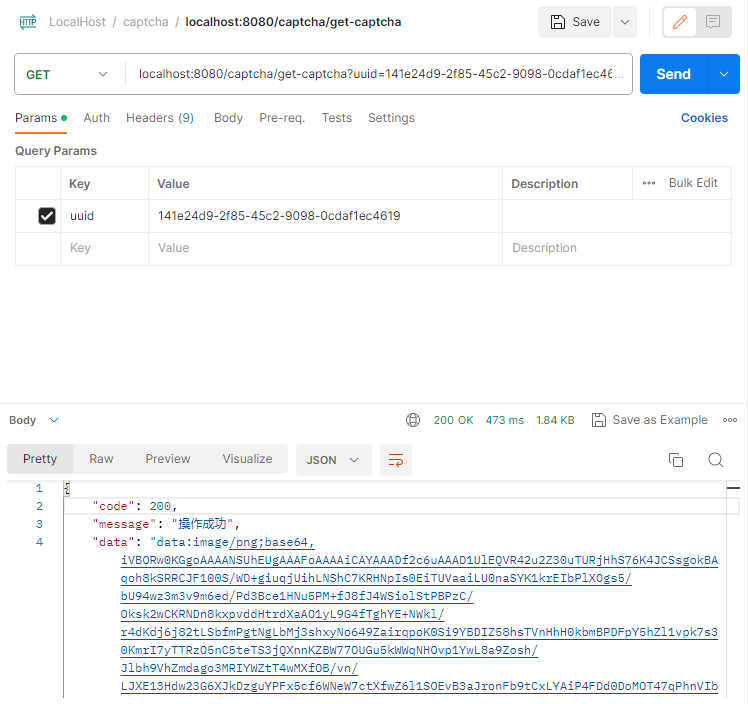 HTTP LocalHost / captcha / localhost:8080/captcha/get-captcha Save
GET localhost:8080/captcha/get-captcha?uuid=141e24d9-2f85-45c2-9098-0cdaf1ec46... Send
Params Auth Headers (9) Body Pre-req. Tests Settings Cookies
Query Params
Key Value Description Bulk Edit
uuid 141e24d9-2f85-45c2-9098-0cdaf1ec4619
Key Value Description
Body 200 OK 473 ms 1.84 KB Save as Example
Pretty Raw Preview Visualize JSON
1 {
2 "code": 200,
3 "message": "操作成功",
4 "data": "data:image/png;base64,
iVBORw0KGgoAAAANSUhEUgAAAFoAAAAiCAYAAADf2c6uAAAD1UlEQVR42u2Z30uTURjHhS76K4JCSsgokBA
qoh8kSRRCJF100S/WD+giuqjUihLNShC7KRHNpIs0EiTUVaaiLU0naSYK1krEIbPlXOgs5/
bU94wz3m3v9m6ed/Pd3Bce1HNu5PM+fJ8fJ4WSiolStPBPzC/
Oksk2wCKRNDn8kxpvddHtrdXaAO1yL9G4fTghYE+NWkl/
r4dKdj6j82tLSbfmPgtNgLbMj3shxyNo649ZairqpoK0Si9YBDIZ58hsTVnHhH0kbmBPDFpY5hZl1vpk7s3
0KmrI7yTTRzO5nC5teTS3jQXnnKZBW77OUGu5kWWqNHOvp1YwL8a9Zosh/
Jlbh9VhZmdago3MRIYWZtT4wMXfOB/vn/
LJXE13Hdw23G6XJkDzguYPFx5cf6WNeW7ctXfwZ6l1SOEvB3aJronFb9tCxLYAiP4FDd0DoMOT47qPhnVIb